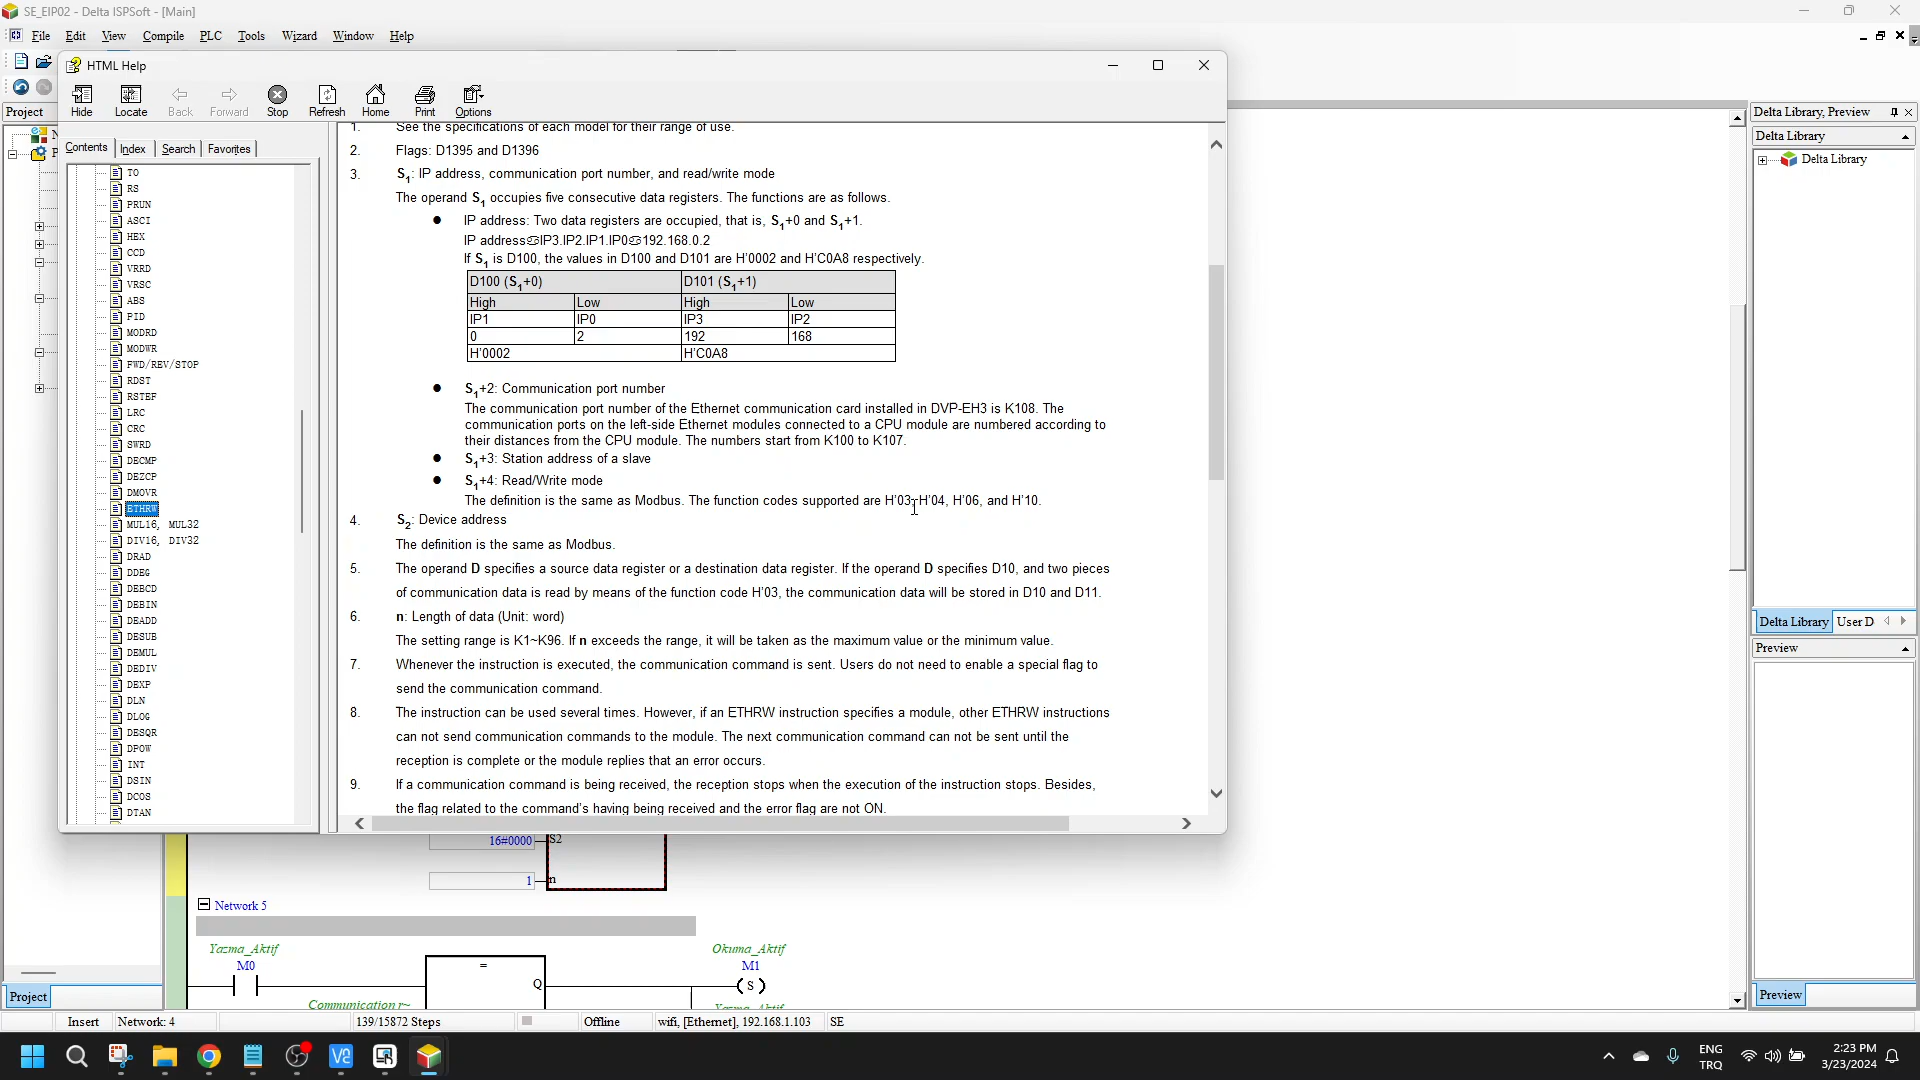 SE_EIP02 - Delta ISPSoft - [Main]
File Edit View Compile PLC Tools Wizard Window Help
HTML Help
Hide Locate Back Forward Stop Refresh Home Print Options
Project
Contents Index Search Favorites
TO
RS
PRUN
ASCI
HEX
CCD
VRRD
VRSC
ABS
PID
MODRD
MODWR
FWD/REV/STOP
RDST
RSTEF
LRC
CRC
SWRD
DECMP
DEZCP
DMOVR
ETHRW
MUL16, MUL32
DIV16, DIV32
DRAD
DDEG
DEBCD
DEBIN
DEADD
DESUB
DEMUL
DEDIV
DEXP
DLN
DLOG
DESQR
DPOW
INT
DSIN
DCOS
DTAN
1. See the specifications of each model for their range of use.
2. Flags: D1395 and D1396
3. S1: IP address, communication port number, and read/write mode
The operand S1 occupies five consecutive data registers. The functions are as follows.
● IP address: Two data registers are occupied, that is, S1+0 and S1+1.
IP address♋IP3.IP2.IP1.IP0♋192.168.0.2
If S1 is D100, the values in D100 and D101 are H'0002 and H'C0A8 respectively.
D100 (S1+0) D101 (S1+1)
High Low High Low
IP1 IP0 IP3 IP2
0 2 192 168
H'0002 H'C0A8
● S1+2: Communication port number
The communication port number of the Ethernet communication card installed in DVP-EH3 is K108. The
communication ports on the left-side Ethernet modules connected to a CPU module are numbered according to
their distances from the CPU module. The numbers start from K100 to K107.
● S1+3: Station address of a slave
● S1+4: Read/Write mode
The definition is the same as Modbus. The function codes supported are H'03, H'04, H'06, and H'10.
4. S2: Device address
The definition is the same as Modbus.
5. The operand D specifies a source data register or a destination data register. If the operand D specifies D10, and two pieces
of communication data is read by means of the function code H'03, the communication data will be stored in D10 and D11.
6. n: Length of data (Unit: word)
The setting range is K1~K96. If n exceeds the range, it will be taken as the maximum value or the minimum value.
7. Whenever the instruction is executed, the communication command is sent. Users do not need to enable a special flag to
send the communication command.
8. The instruction can be used several times. However, if an ETHRW instruction specifies a module, other ETHRW instructions
can not send communication commands to the module. The next communication command can not be sent until the
reception is complete or the module replies that an error occurs.
9. If a communication command is being received, the reception stops when the execution of the instruction stops. Besides,
the flag related to the command's having being received and the error flag are not ON.
Delta Library, Preview
Delta Library
Delta Library
Delta Library User D
Preview
Preview
16#0000 S2
1 n
Network 5
Yazma_Aktif Okuma_Aktif
M0 = M1
Q S
Communication r~ Yazma_Aktif
Project
Insert Network: 4 139/15872 Steps Offline wifi, [Ethernet], 192.168.1.103 SE
ENG
TRQ
2:23 PM
3/23/2024